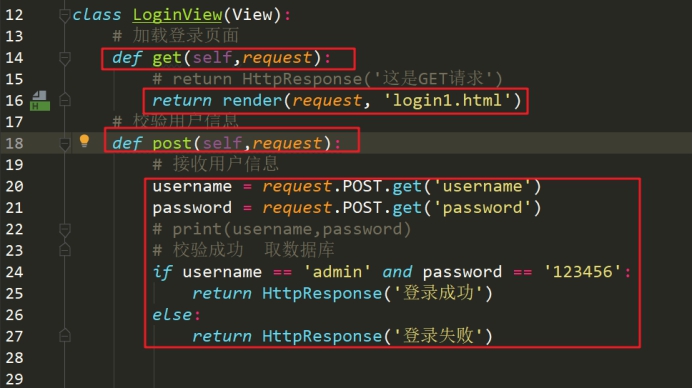 12 class LoginView(View):
13 # 加载登录页面
14 def get(self,request):
15 # return HttpResponse('这是GET请求')
16 return render(request, 'login1.html')
17 # 校验用户信息
18 def post(self,request):
19 # 接收用户信息
20 username = request.POST.get('username')
21 password = request.POST.get('password')
22 # print(username,password)
23 # 校验成功  取数据库
24 if username == 'admin' and password == '123456':
25 return HttpResponse('登录成功')
26 else:
27 return HttpResponse('登录失败')
28
29